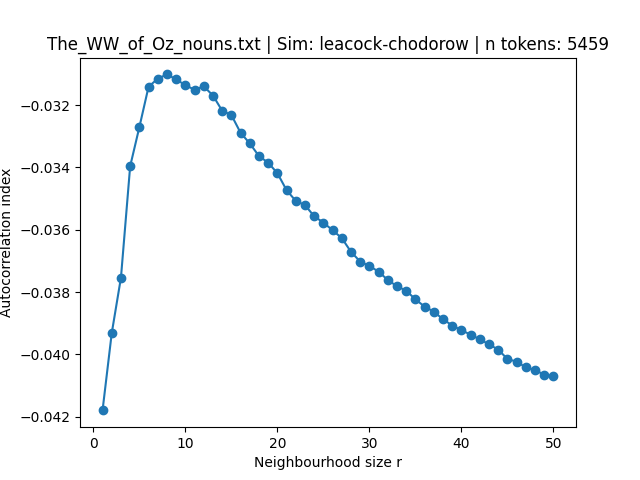 The_WW_of_Oz_nouns.txt | Sim: leacock-chodorow | n tokens: 5459
−0.032
−0.034
−0.036
−0.038
−0.040
−0.042
Autocorrelation index
0 10 20 30 40 50
Neighbourhood size r